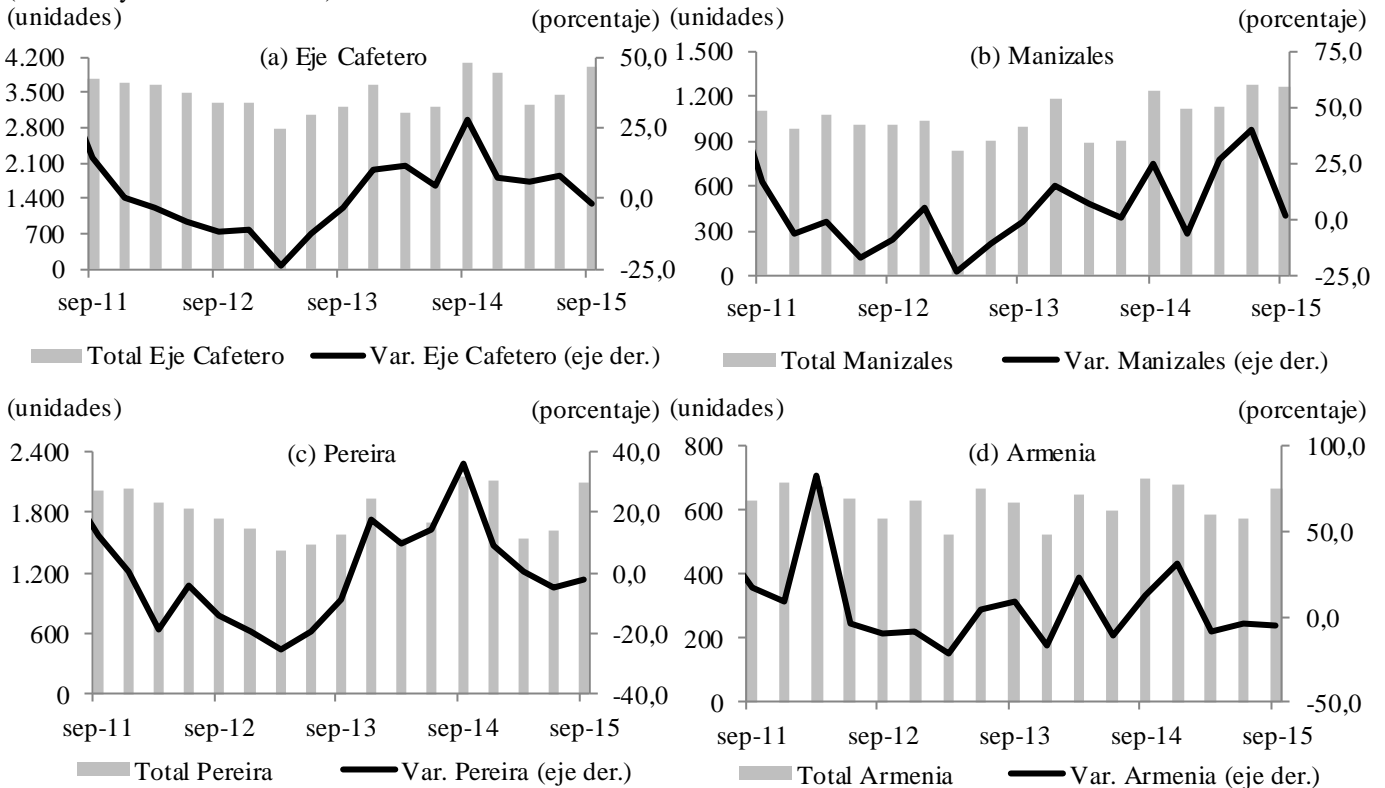 (unidades)
(porcentaje)
(a) Eje Cafetero
4.200
3.500
2.800
2.100
1.400
700
0
50,0
25,0
0,0
-25,0
sep-11 sep-12 sep-13 sep-14 sep-15
Total Eje Cafetero Var. Eje Cafetero (eje der.)
(unidades)
(porcentaje)
(b) Manizales
1.500
1.200
900
600
300
0
75,0
50,0
25,0
0,0
-25,0
sep-11 sep-12 sep-13 sep-14 sep-15
Total Manizales Var. Manizales (eje der.)
(unidades)
(porcentaje)
(c) Pereira
2.400
1.800
1.200
600
0
40,0
20,0
0,0
-20,0
-40,0
sep-11 sep-12 sep-13 sep-14 sep-15
Total Pereira Var. Pereira (eje der.)
(unidades)
(porcentaje)
(d) Armenia
800
600
400
200
0
100,0
50,0
0,0
-50,0
sep-11 sep-12 sep-13 sep-14 sep-15
Total Armenia Var. Armenia (eje der.)